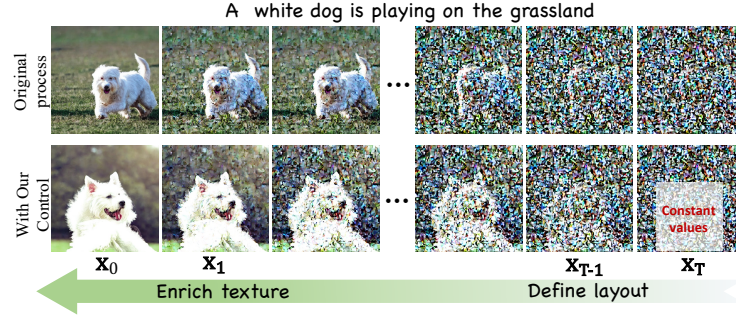 A white dog is playing on the grassland
Original
process
...
With Our
Control
...
Constant
values
X0
X1
XT-1
XT
Enrich texture
Define layout